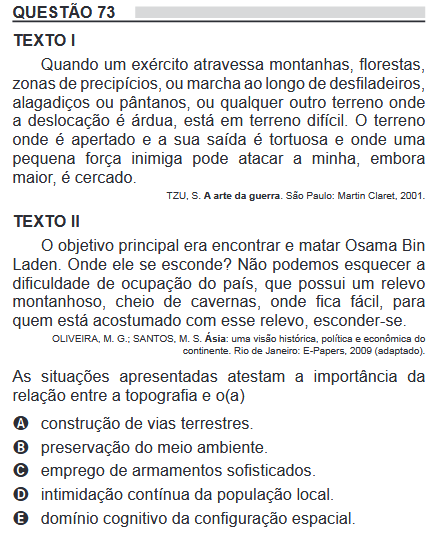 QUESTÃO 73
TEXTO I
Quando um exército atravessa montanhas, florestas,
zonas de precipícios, ou marcha ao longo de desfiladeiros,
alagadiços ou pântanos, ou qualquer outro terreno onde
a deslocação é árdua, está em terreno difícil. O terreno
onde é apertado e a sua saída é tortuosa e onde uma
pequena força inimiga pode atacar a minha, embora
maior, é cercado.
TZU, S. A arte da guerra. São Paulo: Martin Claret, 2001.
TEXTO II
O objetivo principal era encontrar e matar Osama Bin
Laden. Onde ele se esconde? Não podemos esquecer a
dificuldade de ocupação do país, que possui um relevo
montanhoso, cheio de cavernas, onde fica fácil, para
quem está acostumado com esse relevo, esconder-se.
OLIVEIRA, M. G.; SANTOS, M. S. Ásia: uma visão histórica, política e econômica do
continente. Rio de Janeiro: E-Papers, 2009 (adaptado).
As situações apresentadas atestam a importância da
relação entre a topografia e o(a)
A construção de vias terrestres.
B preservação do meio ambiente.
C emprego de armamentos sofisticados.
D intimidação contínua da população local.
E domínio cognitivo da configuração espacial.